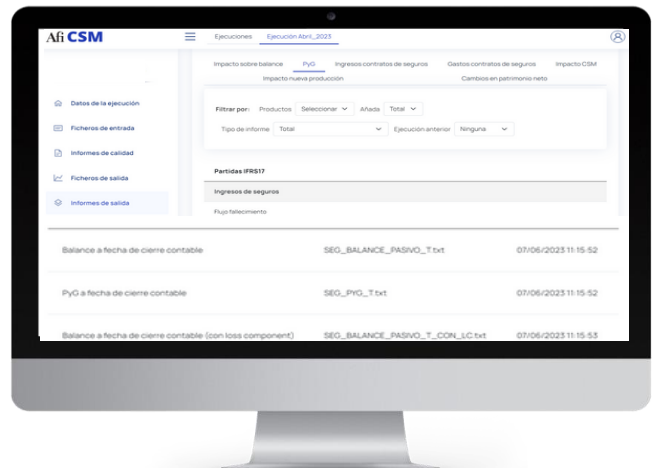 Afi CSM
Ejecuciones Ejecución Abril_2023
Impacto sobre balance PyG Ingresos contratos de seguros Gastos contratos de seguros Impacto CSM
Impacto nueva producción Cambios en patrimonio neto
Datos de la ejecución
Ficheros de entrada
Informes de calidad
Ficheros de salida
Informes de salida
Filtrar por: Productos Seleccionar Añada Total
Tipo de informe Total Ejecución anterior Ninguna
Partidas IFRS17
Ingresos de seguros
Flujo fallecimiento
Balance a fecha de cierre contable SEG_BALANCE_PASIVO_T.txt 07/06/2023 11:15:52
PyG a fecha de cierre contable SEG_PYG_T.txt 07/06/2023 11:15:52
Balance a fecha de cierre contable (con loss component) SEG_BALANCE_PASIVO_T_CON_LC.txt 07/06/2023 11:15:53